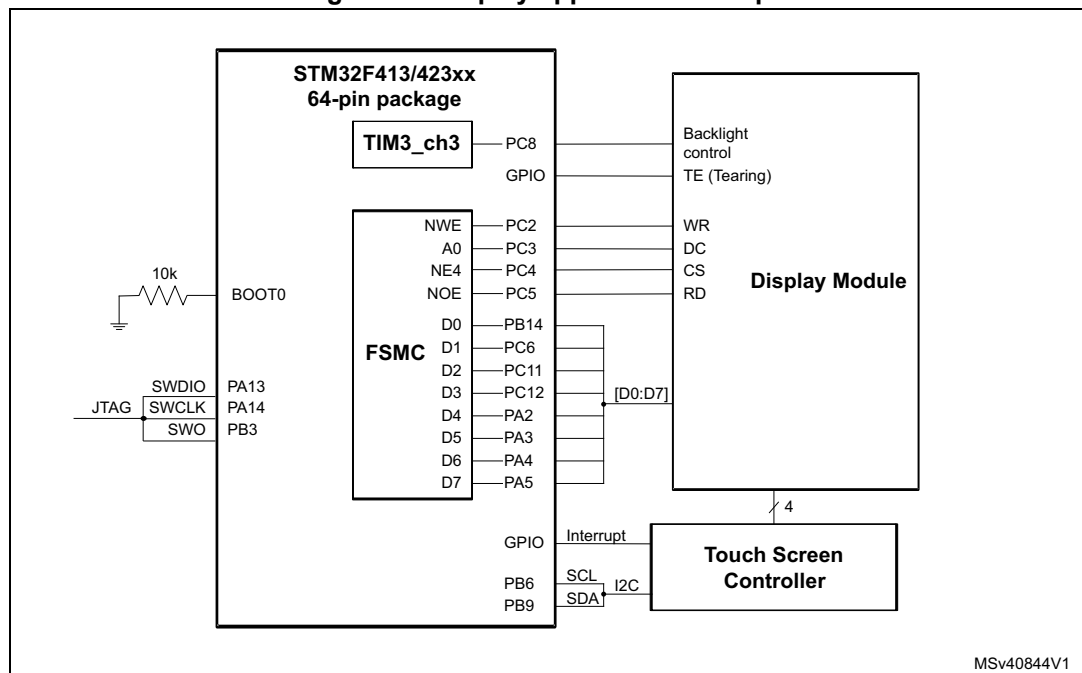 STM32F413/423xx
64-pin package
TIM3_ch3
PC8
Backlight
control
GPIO
TE (Tearing)
NWE
PC2
WR
A0
PC3
DC
NE4
PC4
CS
NOE
PC5
RD
Display Module
10k
BOOT0
FSMC
D0
PB14
D1
PC6
D2
PC11
D3
PC12
D4
PA2
D5
PA3
D6
PA4
D7
PA5
[D0:D7]
JTAG
SWDIO
PA13
SWCLK
PA14
SWO
PB3
4
GPIO
Interrupt
Touch Screen
Controller
PB6
SCL
I2C
PB9
SDA
MSv40844V1